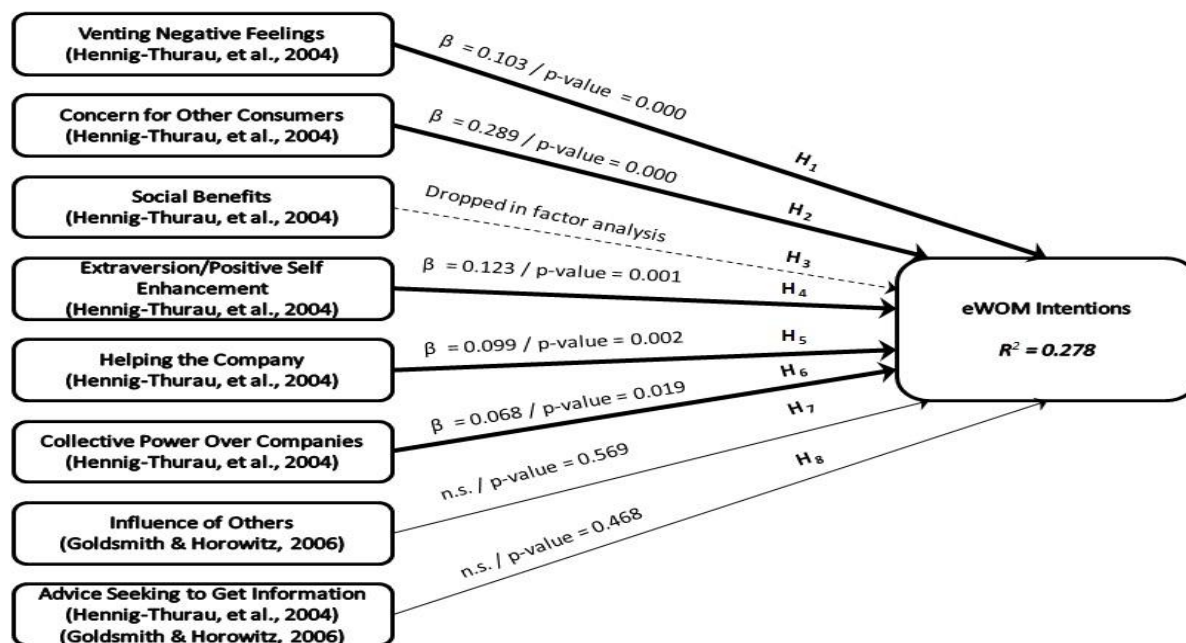 Venting Negative Feelings
(Hennig-Thurau, et al., 2004)
β = 0.103 / p-value = 0.000
H1
Concern for Other Consumers
(Hennig-Thurau, et al., 2004)
β = 0.289 / p-value = 0.000
H2
Social Benefits
(Hennig-Thurau, et al., 2004)
Dropped in factor analysis
H3
Extraversion/Positive Self
Enhancement
(Hennig-Thurau, et al., 2004)
β = 0.123 / p-value = 0.001
H4
Helping the Company
(Hennig-Thurau, et al., 2004)
β = 0.099 / p-value = 0.002
H5
Collective Power Over Companies
(Hennig-Thurau, et al., 2004)
β = 0.068 / p-value = 0.019
H6
Influence of Others
(Goldsmith & Horowitz, 2006)
n.s. / p-value = 0.569
H7
Advice Seeking to Get Information
(Hennig-Thurau, et al., 2004)
(Goldsmith & Horowitz, 2006)
n.s. / p-value = 0.468
H8
eWOM Intentions
R² = 0.278